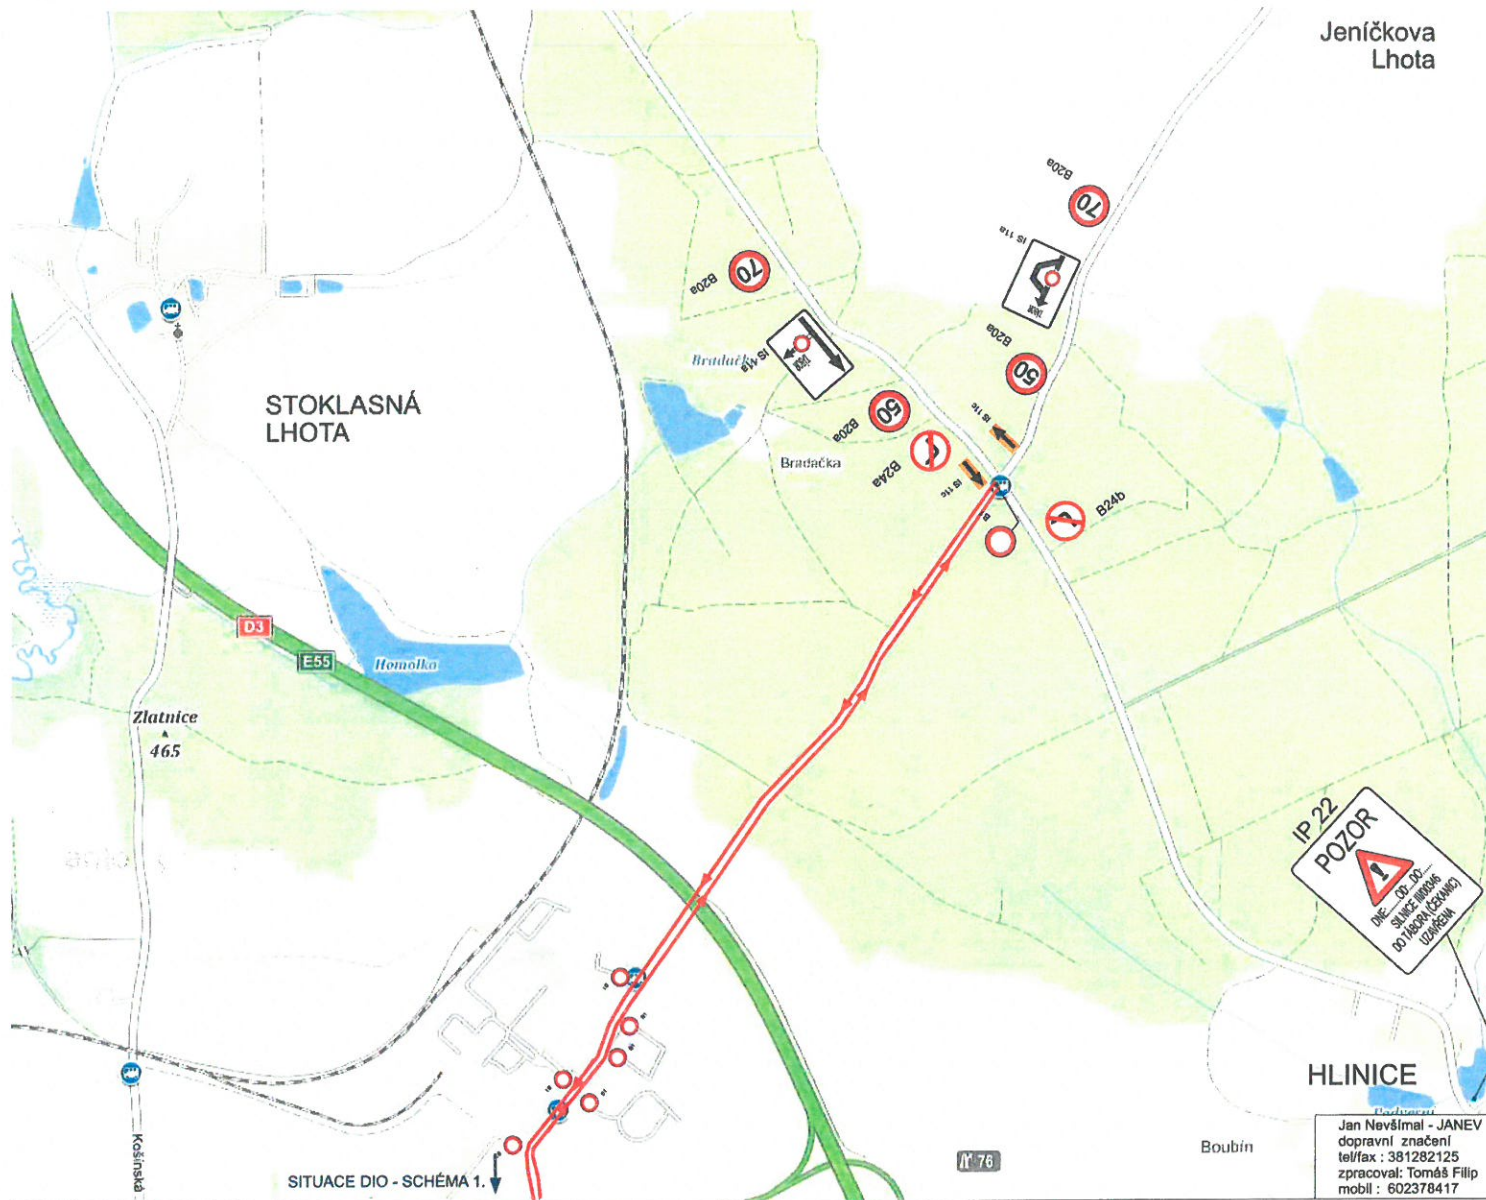 Jeníčkova
Lhota
B20a
70
IS 11a
B20a
70
B20a
50
IS 11a
Bradačka
50
B20a
IS 11c
STOKLASNÁ
LHOTA
Bradačka
B24a
IS 11c
B24b
D3
E55
Homolka
Zlatnice
465
IP 22
POZOR
DO TÁBORA (ČEKANIC)
UZAVŘENA
HLINICE
Boubín
76
Košínská
SITUACE DIO - SCHÉMA 1.
Jan Nevšímal - JANEV
dopravní značení
tel/fax : 381282125
zpracoval: Tomáš Filip
mobil : 602378417